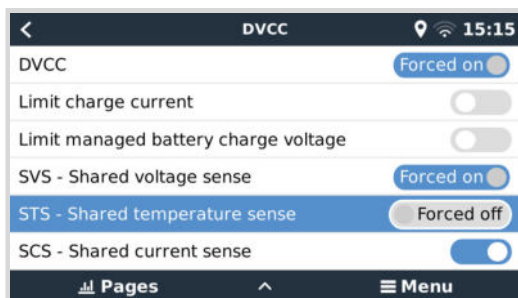 DVCC 15:15
DVCC Forced on
Limit charge current
Limit managed battery charge voltage
SVS - Shared voltage sense Forced on
STS - Shared temperature sense Forced off
SCS - Shared current sense
Pages Menu